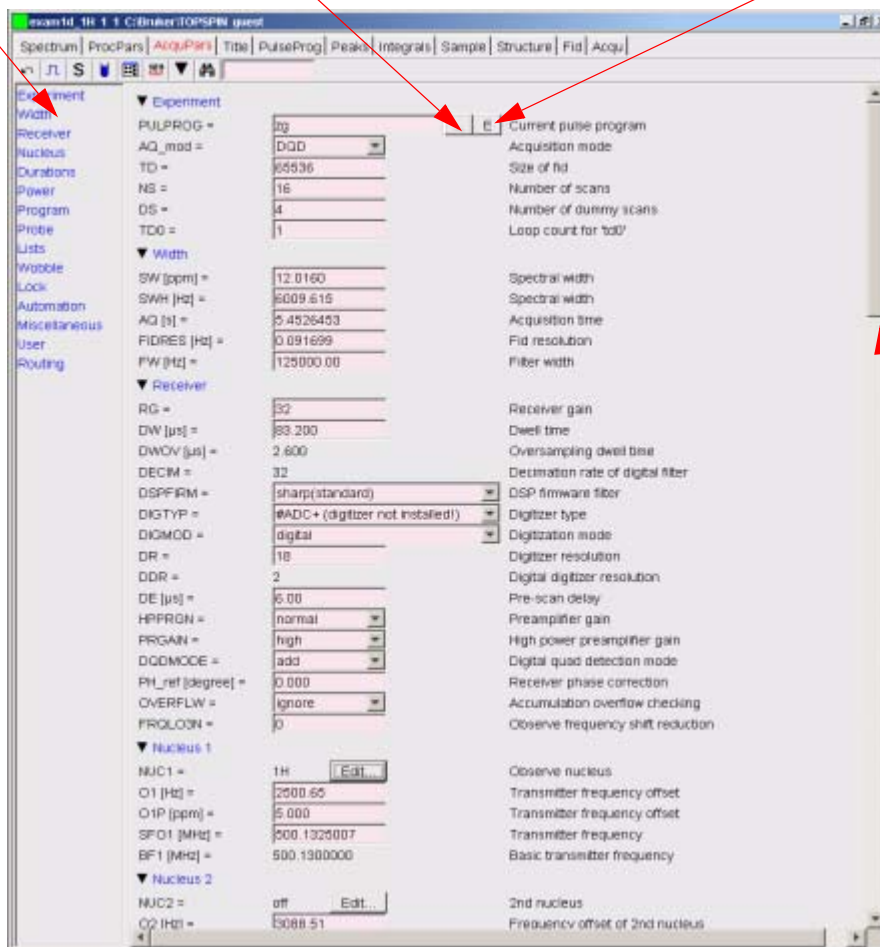 exam1d_1H 1 1 C:\Bruker\TOPSPIN guest
Spectrum ProcPars AcquPars Title PulseProg Peaks Integrals Sample Structure Fid Acqu
S
Experiment
Width
Receiver
Nucleus
Durations
Power
Program
Probe
Lists
Wobble
Lock
Automation
Miscellaneous
User
Routing
▼ Experiment
PULPROG = zg ... E Current pulse program
AQ_mod = DQD Acquisition mode
TD = 65536 Size of fid
NS = 16 Number of scans
DS = 4 Number of dummy scans
TD0 = 1 Loop count for 'td0'
▼ Width
SW [ppm] = 12.0160 Spectral width
SWH [Hz] = 6009.615 Spectral width
AQ [s] = 5.4526453 Acquisition time
FIDRES [Hz] = 0.091699 Fid resolution
FW [Hz] = 125000.00 Filter width
▼ Receiver
RG = 32 Receiver gain
DW [µs] = 83.200 Dwell time
DWOV [µs] = 2.600 Oversampling dwell time
DECIM = 32 Decimation rate of digital filter
DSPFIRM = sharp(standard) DSP firmware filter
DIGTYP = #ADC+ (digitizer not installed!) Digitizer type
DIGMOD = digital Digitization mode
DR = 18 Digitizer resolution
DDR = 2 Digital digitizer resolution
DE [µs] = 6.00 Pre-scan delay
HPPRGN = normal Preamplifier gain
PRGAIN = high High power preamplifier gain
DQDMODE = add Digital quad detection mode
PH_ref [degree] = 0.000 Receiver phase correction
OVERFLW = ignore Accumulation overflow checking
FRQLO3N = 0 Observe frequency shift reduction
▼ Nucleus 1
NUC1 = 1H Edit... Observe nucleus
O1 [Hz] = 2500.65 Transmitter frequency offset
O1P [ppm] = 5.000 Transmitter frequency offset
SFO1 [MHz] = 500.1325007 Transmitter frequency
BF1 [MHz] = 500.1300000 Basic transmitter frequency
▼ Nucleus 2
NUC2 = off Edit... 2nd nucleus
O2 [Hz] = 3088.51 Frequency offset of 2nd nucleus